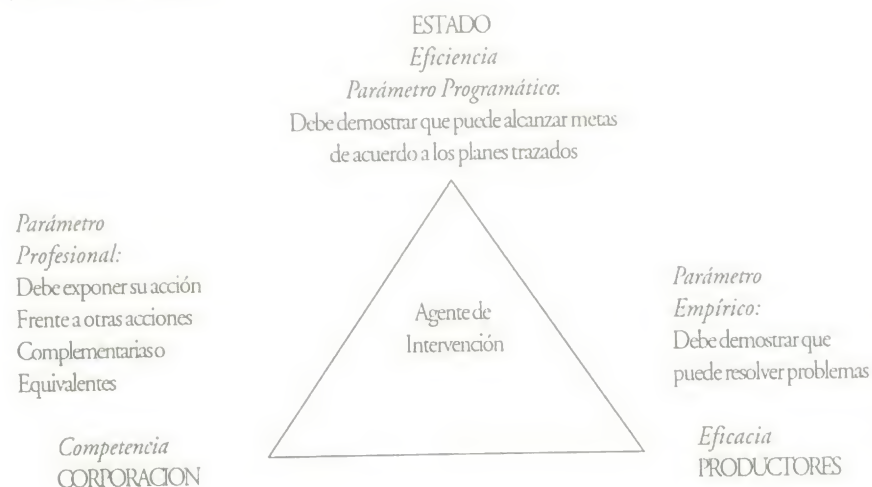 ESTADO
Eficiencia
Parámetro Programático:
Debe demostrar que puede alcanzar metas
de acuerdo a los planes trazados
Parámetro
Profesional:
Debe exponer su acción
Frente a otras acciones
Complementarias o
Equivalentes
Competencia
CORPORACION
Agente de
Intervención
Parámetro
Empírico:
Debe demostrar que
puede resolver problemas
Eficacia
PRODUCTORES